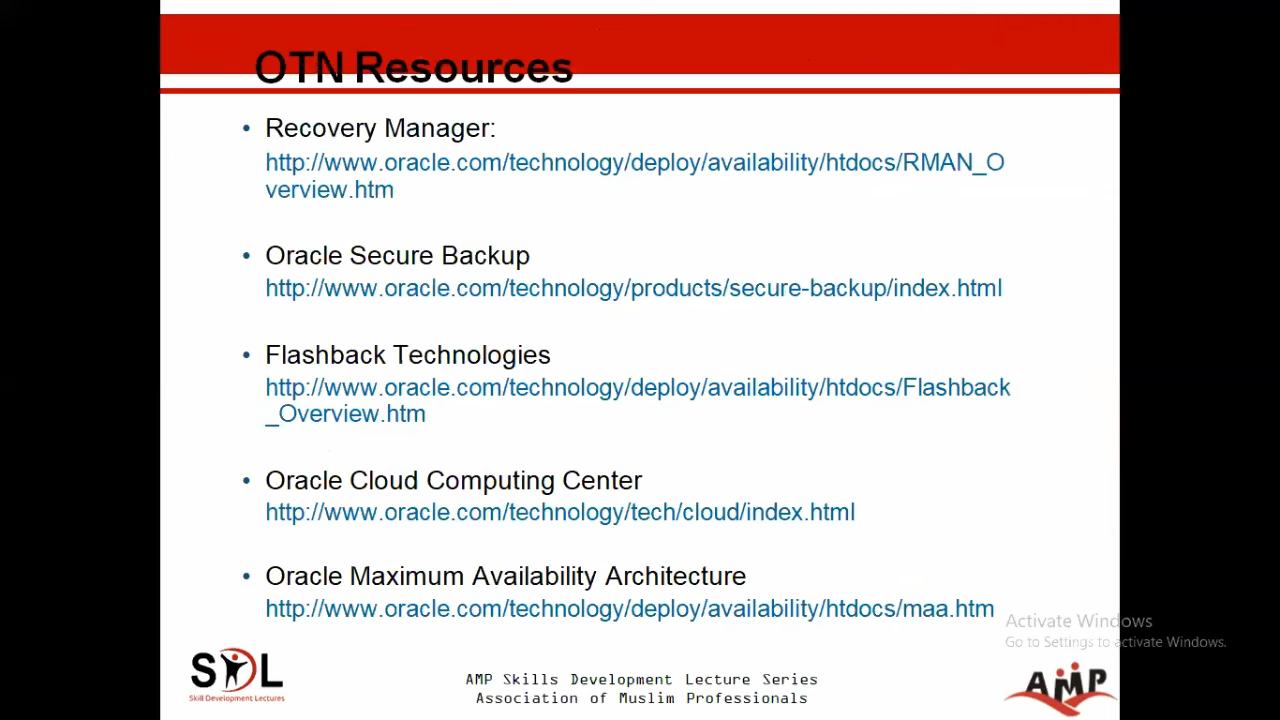 OTN Resources
• Recovery Manager:
http://www.oracle.com/technology/deploy/availability/htdocs/RMAN_O
verview.htm
• Oracle Secure Backup
http://www.oracle.com/technology/products/secure-backup/index.html
• Flashback Technologies
http://www.oracle.com/technology/deploy/availability/htdocs/Flashback
_Overview.htm
• Oracle Cloud Computing Center
http://www.oracle.com/technology/tech/cloud/index.html
• Oracle Maximum Availability Architecture
http://www.oracle.com/technology/deploy/availability/htdocs/maa.htm
Activate Windows
Go to Settings to activate Windows.
SDL
Skill Development Lectures
AMP Skills Development Lecture Series
Association of Muslim Professionals
AMP